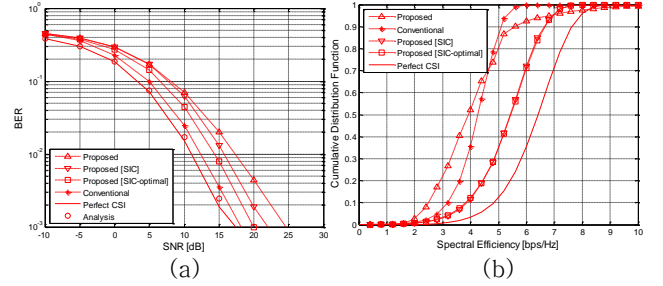 10^0
10^-1
10^-2
10^-3
BER
-10 -5 0 5 10 15 20 25 30
SNR [dB]
Proposed
Proposed [SIC]
Proposed [SIC-optimal]
Conventional
Perfect CSI
Analysis
(a)
1
0.9
0.8
0.7
0.6
0.5
0.4
0.3
0.2
0.1
0
Cumulative Distribution Function
0 1 2 3 4 5 6 7 8 9 10
Spectral Efficiency [bps/Hz]
Proposed
Conventional
Proposed [SIC]
Proposed [SIC-optimal]
Perfect CSI
(b)